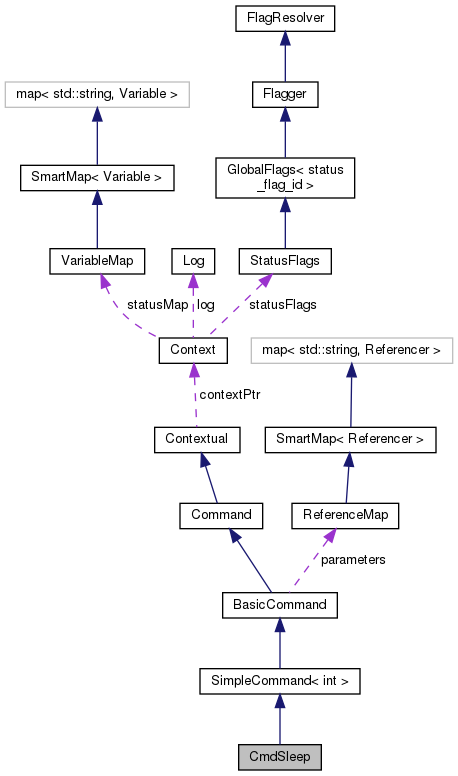 FlagResolver
Flagger
map< std::string, Variable >
GlobalFlags< status
_flag_id >
SmartMap< Variable >
VariableMap
Log
StatusFlags
statusMap
log
statusFlags
Context
map< std::string, Referencer >
contextPtr
Contextual
SmartMap< Referencer >
Command
ReferenceMap
parameters
BasicCommand
SimpleCommand< int >
CmdSleep